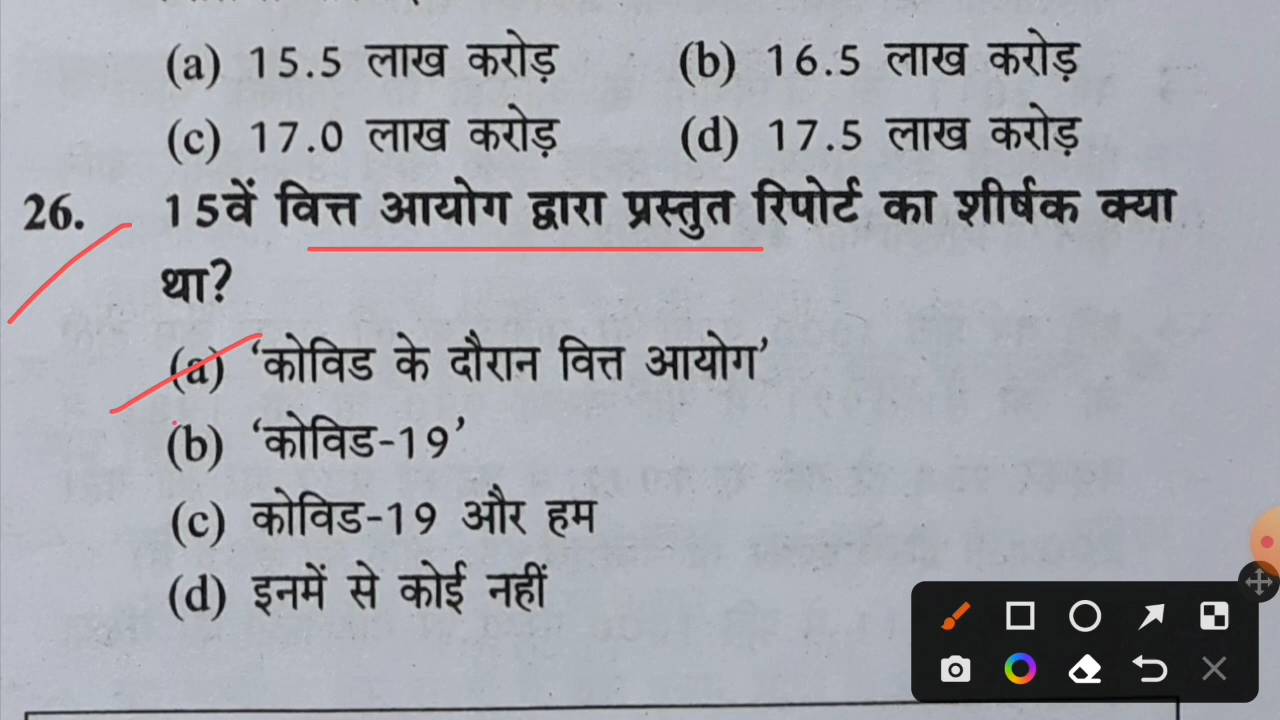 (a) 15.5 लाख करोड़ (b) 16.5 लाख करोड़
(c) 17.0 लाख करोड़ (d) 17.5 लाख करोड़
26. 15वें वित्त आयोग द्वारा प्रस्तुत रिपोर्ट का शीर्षक क्या
था?
(a) ‘कोविड के दौरान वित्त आयोग’
(b) ‘कोविड-19’
(c) कोविड-19 और हम
(d) इनमें से कोई नहीं